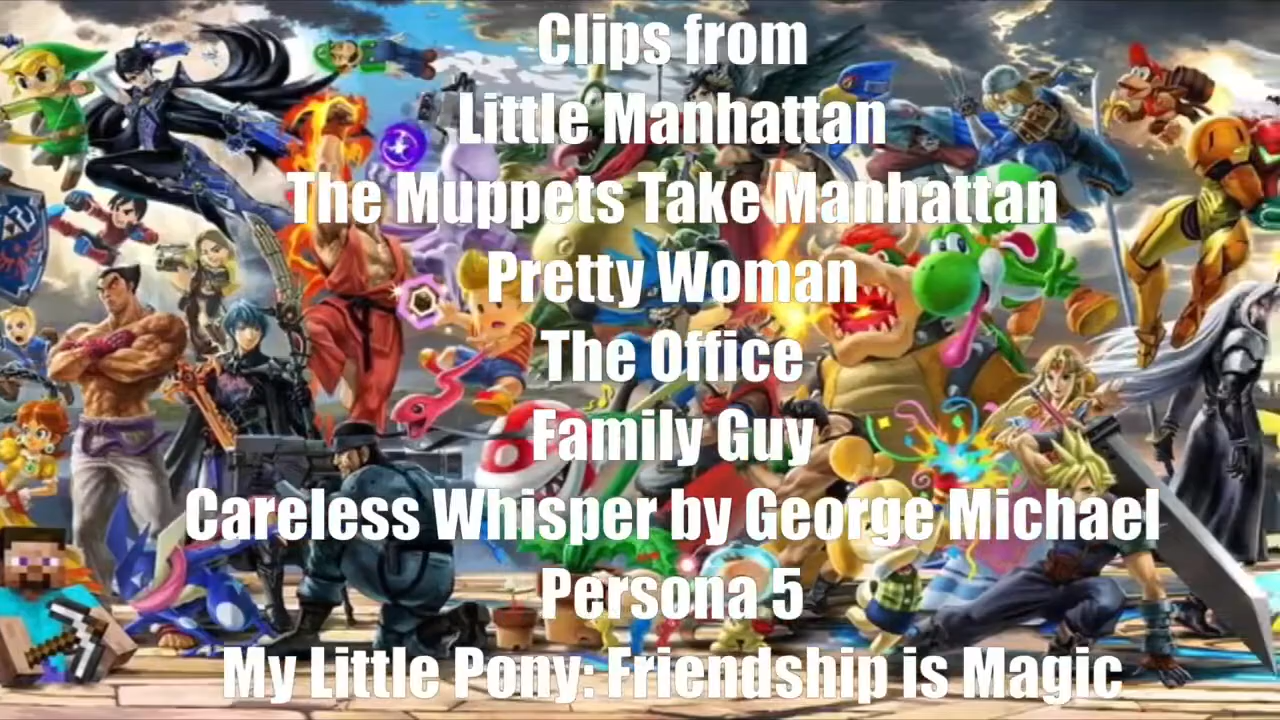 Clips from
Little Manhattan
The Muppets Take Manhattan
Pretty Woman
The Office
Family Guy
Careless Whisper by George Michael
Persona 5
My Little Pony: Friendship is Magic